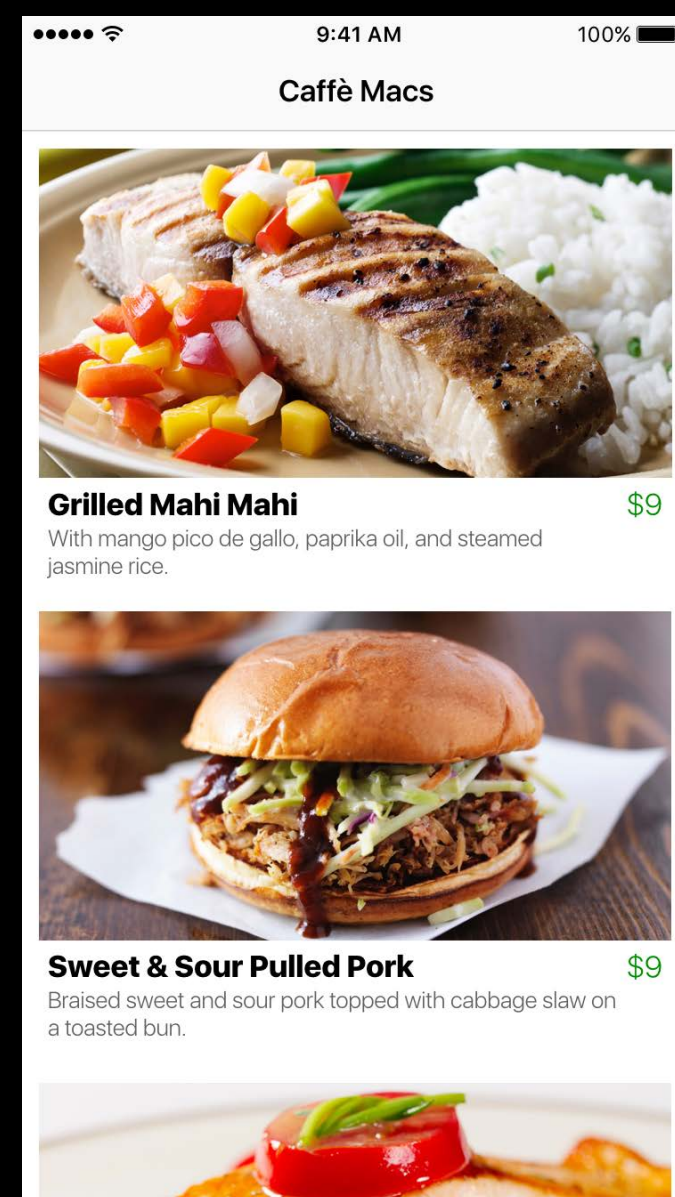 9:41 AM
100%
Caffè Macs
Grilled Mahi Mahi
$9
With mango pico de gallo, paprika oil, and steamed
jasmine rice.
Sweet & Sour Pulled Pork
$9
Braised sweet and sour pork topped with cabbage slaw on
a toasted bun.